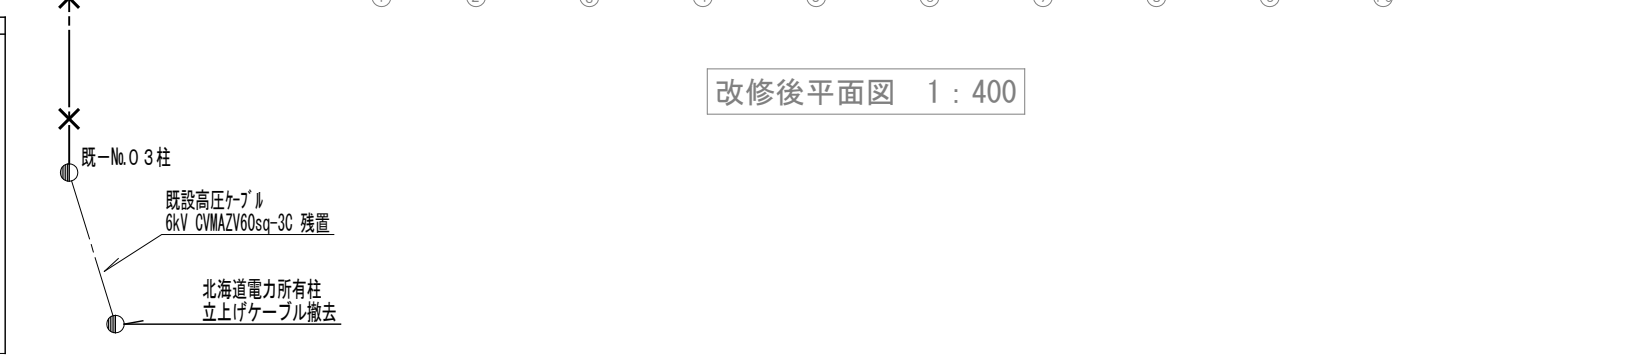 改修後平面図　1：400
既－№０３柱
既設高圧ｹｰﾌﾞﾙ
6kV CVMAZV60sq-3C 残置
北海道電力所有柱
立上げケーブル撤去